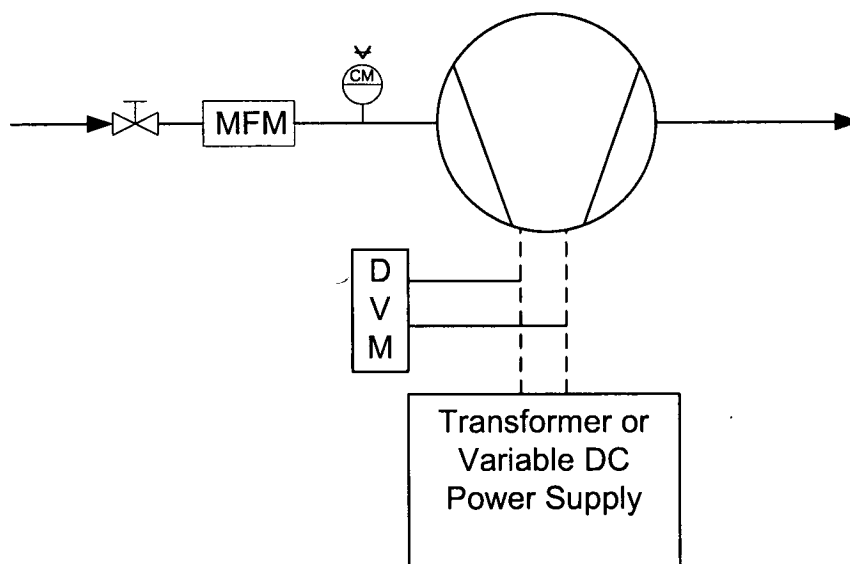 CM
MFM
D
V
M
Transformer or
Variable DC
Power Supply